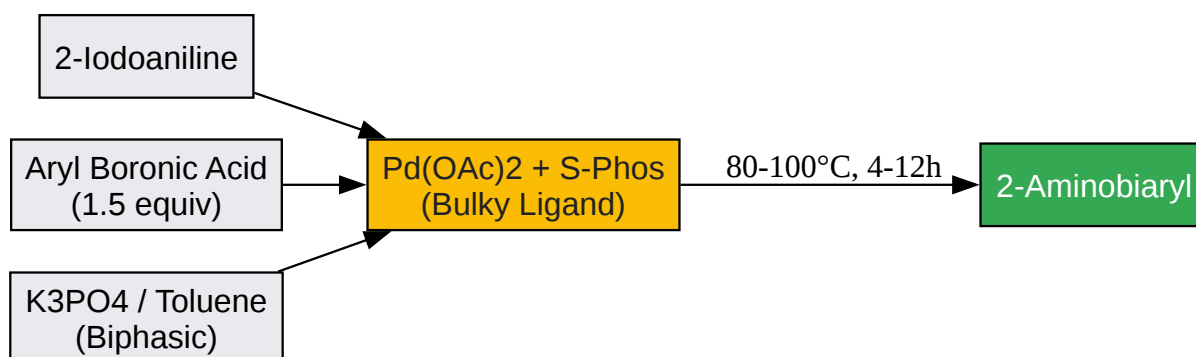 2-Iodoaniline
Aryl Boronic Acid
(1.5 equiv)
K3PO4 / Toluene
(Biphasic)
Pd(OAc)2 + S-Phos
(Bulky Ligand)
80-100°C, 4-12h
2-Aminobiaryl